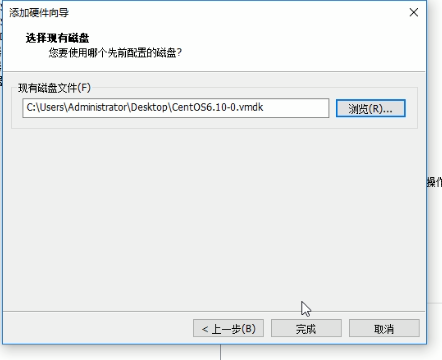 添加硬件向导
选择现有磁盘
您要使用哪个先前配置的磁盘?
现有磁盘文件(F)
C:\Users\Administrator\Desktop\CentOS6.10-0.vmdk
浏览(R)...
操作
< 上一步(B)
完成
取消